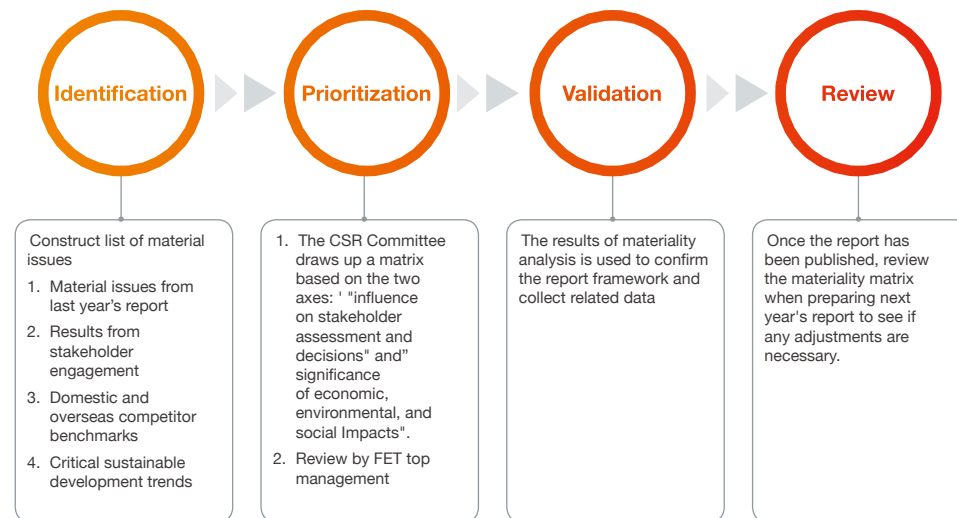 Identification
Prioritization
Validation
Review
Construct list of material
issues
1. Material issues from
last year’s report
2. Results from
stakeholder
engagement
3. Domestic and
overseas competitor
benchmarks
4. Critical sustainable
development trends
1. The CSR Committee
draws up a matrix
based on the two
axes: ' "influence
on stakeholder
assessment and
decisions" and”
significance
of economic,
environmental, and
social Impacts".
2. Review by FET top
management
The results of materiality
analysis is used to confirm
the report framework and
collect related data
Once the report has
been published, review
the materiality matrix
when preparing next
year's report to see if
any adjustments are
necessary.